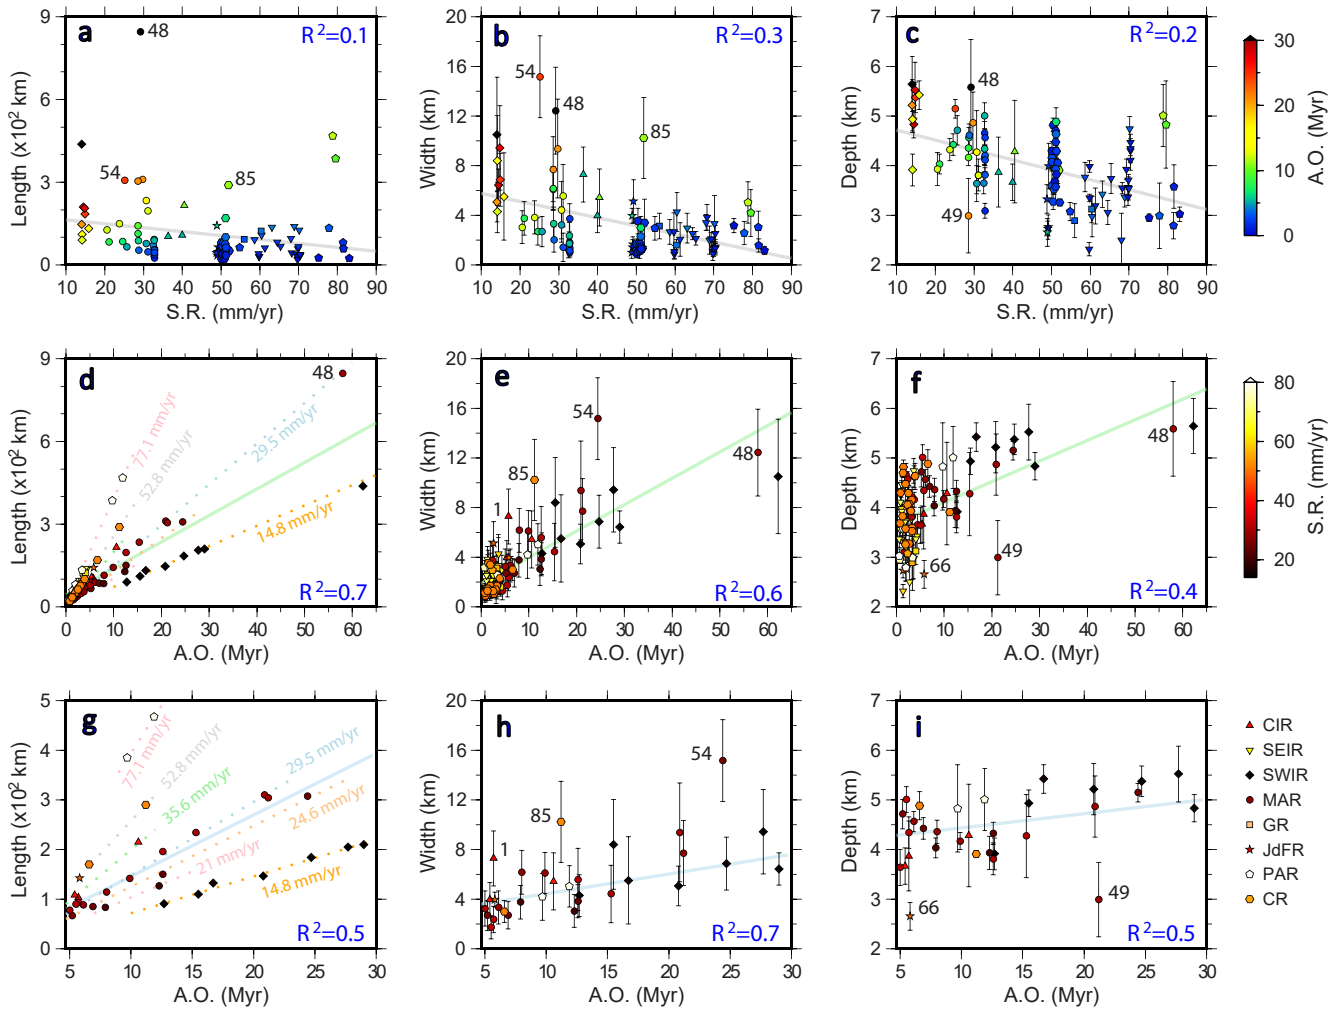 a
R²=0.1
48
54
85
Length (x10² km)
9
6
3
0
10 20 30 40 50 60 70 80 90
S.R. (mm/yr)
b
R²=0.3
54
48
85
Width (km)
20
16
12
8
4
0
10 20 30 40 50 60 70 80 90
S.R. (mm/yr)
c
R²=0.2
48
49
Depth (km)
7
6
5
4
3
2
10 20 30 40 50 60 70 80 90
S.R. (mm/yr)
30
20
10
0
A.O. (Myr)
d
48
77.1 mm/yr
52.8 mm/yr
29.5 mm/yr
14.8 mm/yr
R²=0.7
Length (x10² km)
9
6
3
0
0 10 20 30 40 50 60
A.O. (Myr)
e
54
85
48
1
R²=0.6
Width (km)
20
16
12
8
4
0
0 10 20 30 40 50 60
A.O. (Myr)
f
48
49
66
R²=0.4
Depth (km)
7
6
5
4
3
2
0 10 20 30 40 50 60
A.O. (Myr)
80
60
40
20
S.R. (mm/yr)
g
77.1 mm/yr
52.8 mm/yr
35.6 mm/yr
29.5 mm/yr
24.6 mm/yr
21 mm/yr
14.8 mm/yr
R²=0.5
Length (x10² km)
5
4
3
2
1
0
5 10 15 20 25 30
A.O. (Myr)
h
54
85
1
R²=0.7
Width (km)
20
16
12
8
4
0
5 10 15 20 25 30
A.O. (Myr)
i
49
66
R²=0.5
Depth (km)
7
6
5
4
3
2
5 10 15 20 25 30
A.O. (Myr)
CIR
SEIR
SWIR
MAR
GR
JdFR
PAR
CR